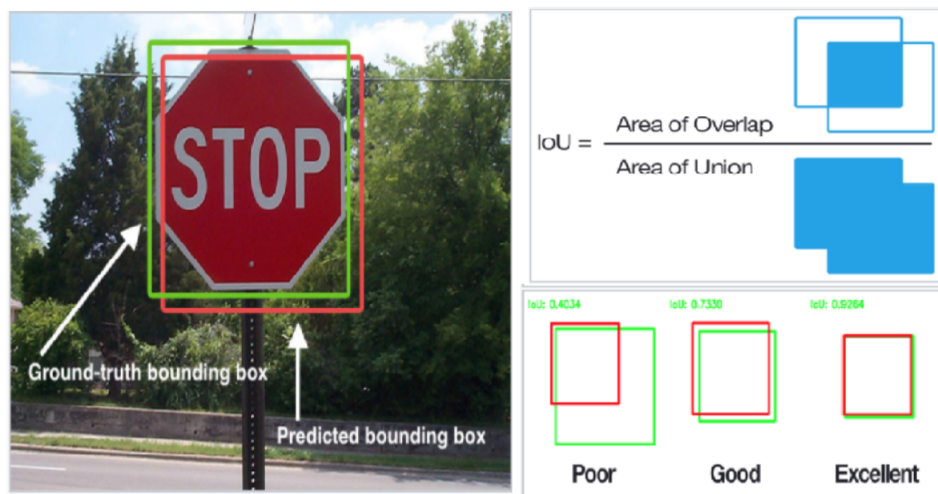 STOP
Ground-truth bounding box
Predicted bounding box
IoU = Area of Overlap
Area of Union
IoU: 0.4034 IoU: 0.7330 IoU: 0.9264
Poor Good Excellent